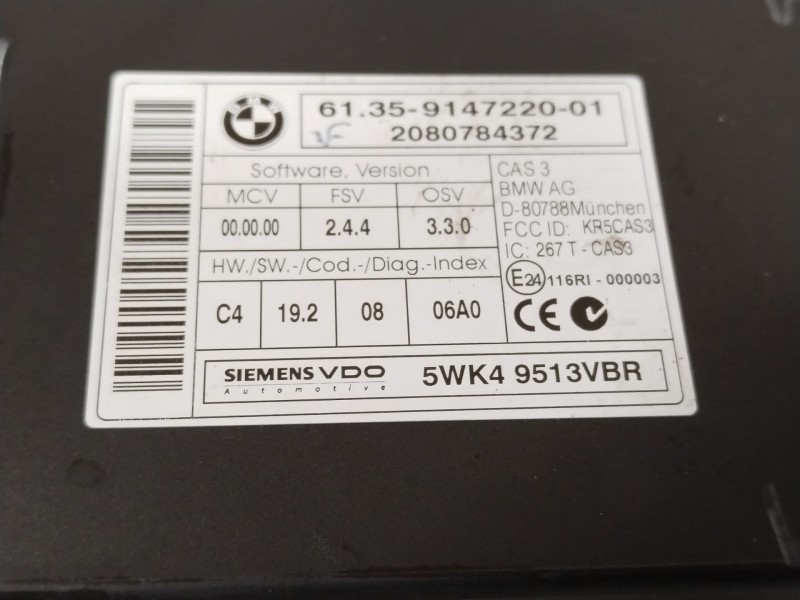 BMW
61.35-9147220-01
2080784372
Software, Version
MCV FSV OSV
00.00.00 2.4.4 3.3.0
HW./SW.-/Cod.-/Diag.-Index
C4 19.2 08 06A0
CAS 3
BMW AG
D-80788München
FCC ID: KR5CAS3
IC: 267 T - CAS3
E24 116RI - 000003
CE
SIEMENS VDO
Automotive
5WK4 9513VBR